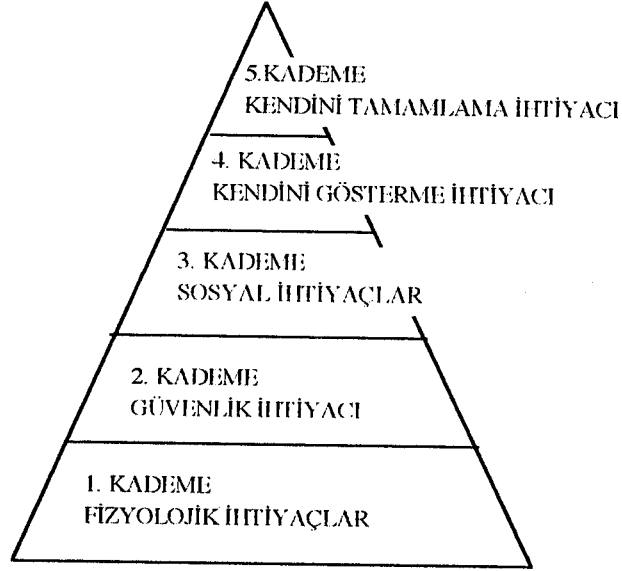 5.KADEME
KENDİNİ TAMAMLAMA İHTİYACI
4. KADEME
KENDİNİ GÖSTERME İHTİYACI
3. KADEME
SOSYAL İHTİYAÇLAR
2. KADEME
GÜVENLİK İHTİYACI
1. KADEME
FİZYOLOJİK İHTİYAÇLAR